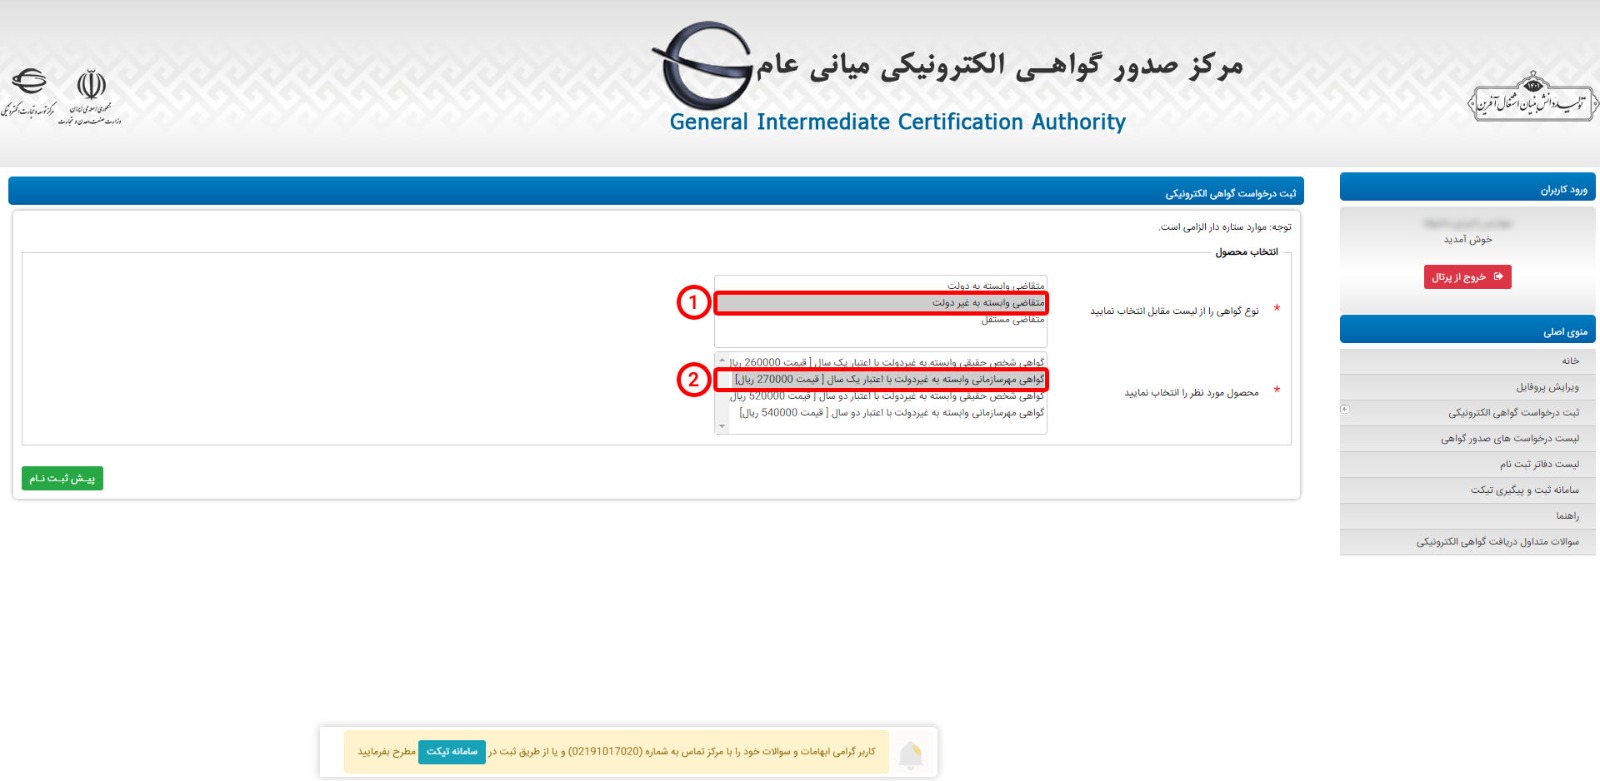 مرکز صدور گواهـی الکترونیکی میانی عام
General Intermediate Certification Authority
تولید، دانش‌بنیان، اشتغال‌آفرین
۱۴۰۱
جمهوری اسلامی ایران
وزارت صنعت، معدن و تجارت
مرکز توسعه تجارت الکترونیکی
ورود کاربران
خوش آمدید
خروج از پرتال
منوی اصلی
خانه
ویرایش پروفایل
ثبت درخواست گواهی الکترونیکی
لیست درخواست های صدور گواهی
لیست دفاتر ثبت نام
سامانه ثبت و پیگیری تیکت
راهنما
سوالات متداول دریافت گواهی الکترونیکی
ثبت درخواست گواهی الکترونیکی
توجه: موارد ستاره دار الزامی است.
انتخاب محصول
* نوع گواهی را از لیست مقابل انتخاب نمایید
متقاضی وابسته به دولت
1 متقاضی وابسته به غیر دولت
متقاضی مستقل
* محصول مورد نظر را انتخاب نمایید
گواهی شخص حقیقی وابسته به غیردولت با اعتبار یک سال [ قیمت 260000 ریال
2 گواهی مهرسازمانی وابسته به غیردولت با اعتبار یک سال [ قیمت 270000 ریال]
گواهی شخص حقیقی وابسته به غیردولت با اعتبار دو سال [ قیمت 520000 ریال
گواهی مهرسازمانی وابسته به غیردولت با اعتبار دو سال [ قیمت 540000 ریال]
پیـش ثبـت نـام
کاربر گرامی ابهامات و سوالات خود را با مرکز تماس به شماره (02191017020) و یا از طریق ثبت در سامانه تیکت مطرح بفرمایید